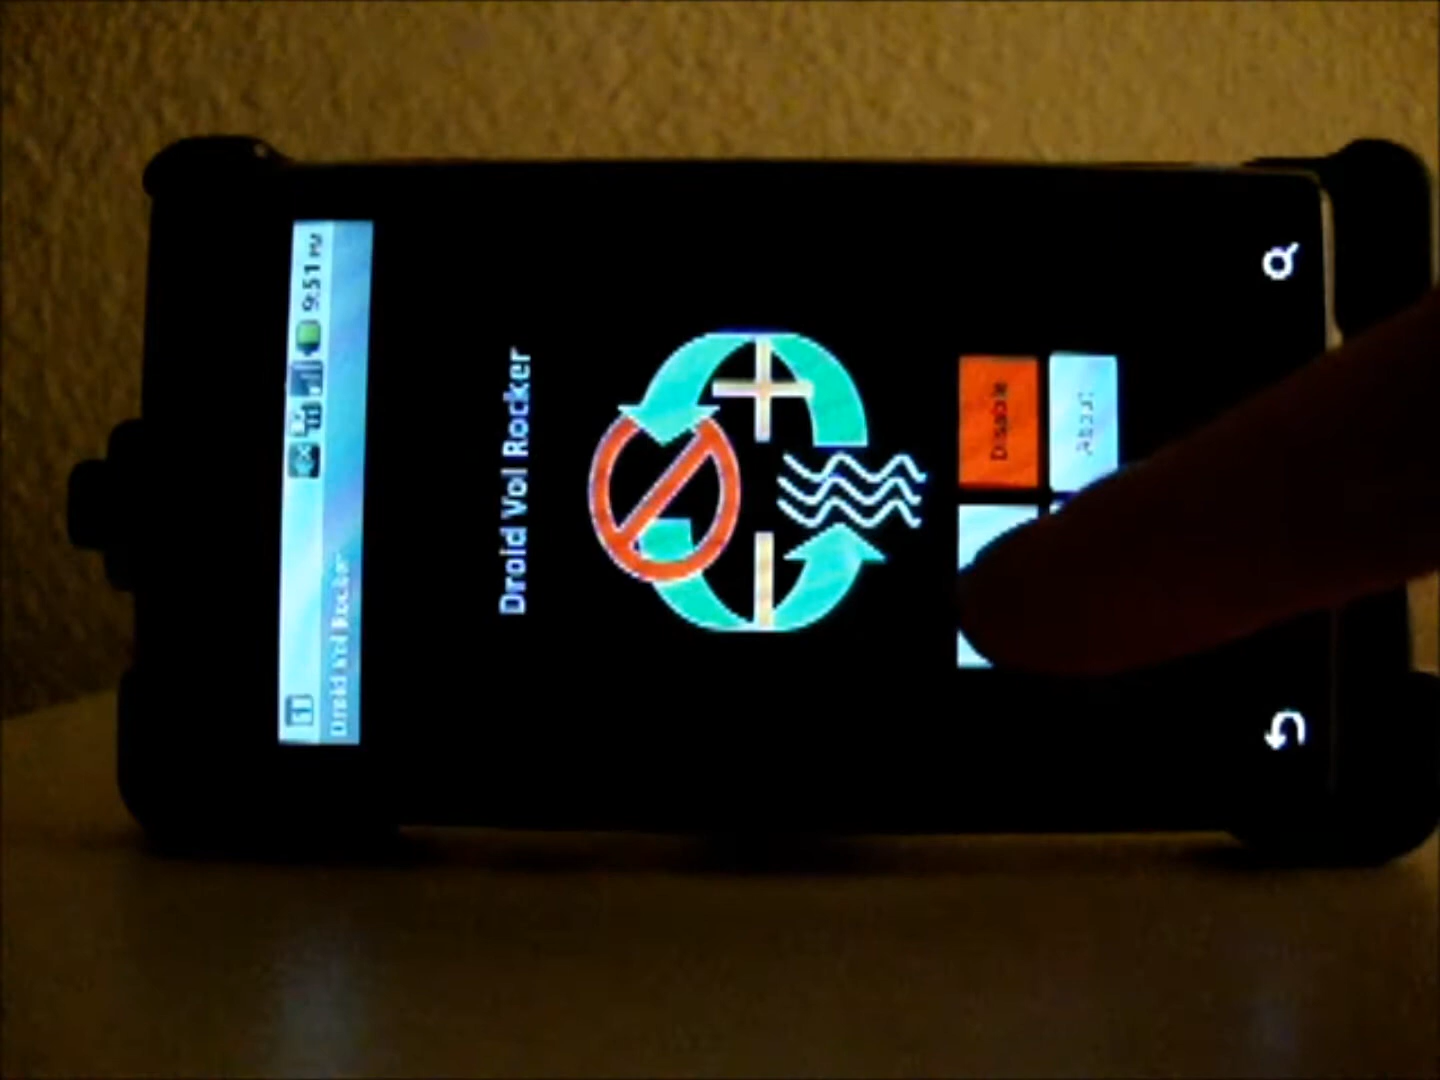 9:51 PM
Droid Vol Rocker
Droid Vol Rocker
Disable
About